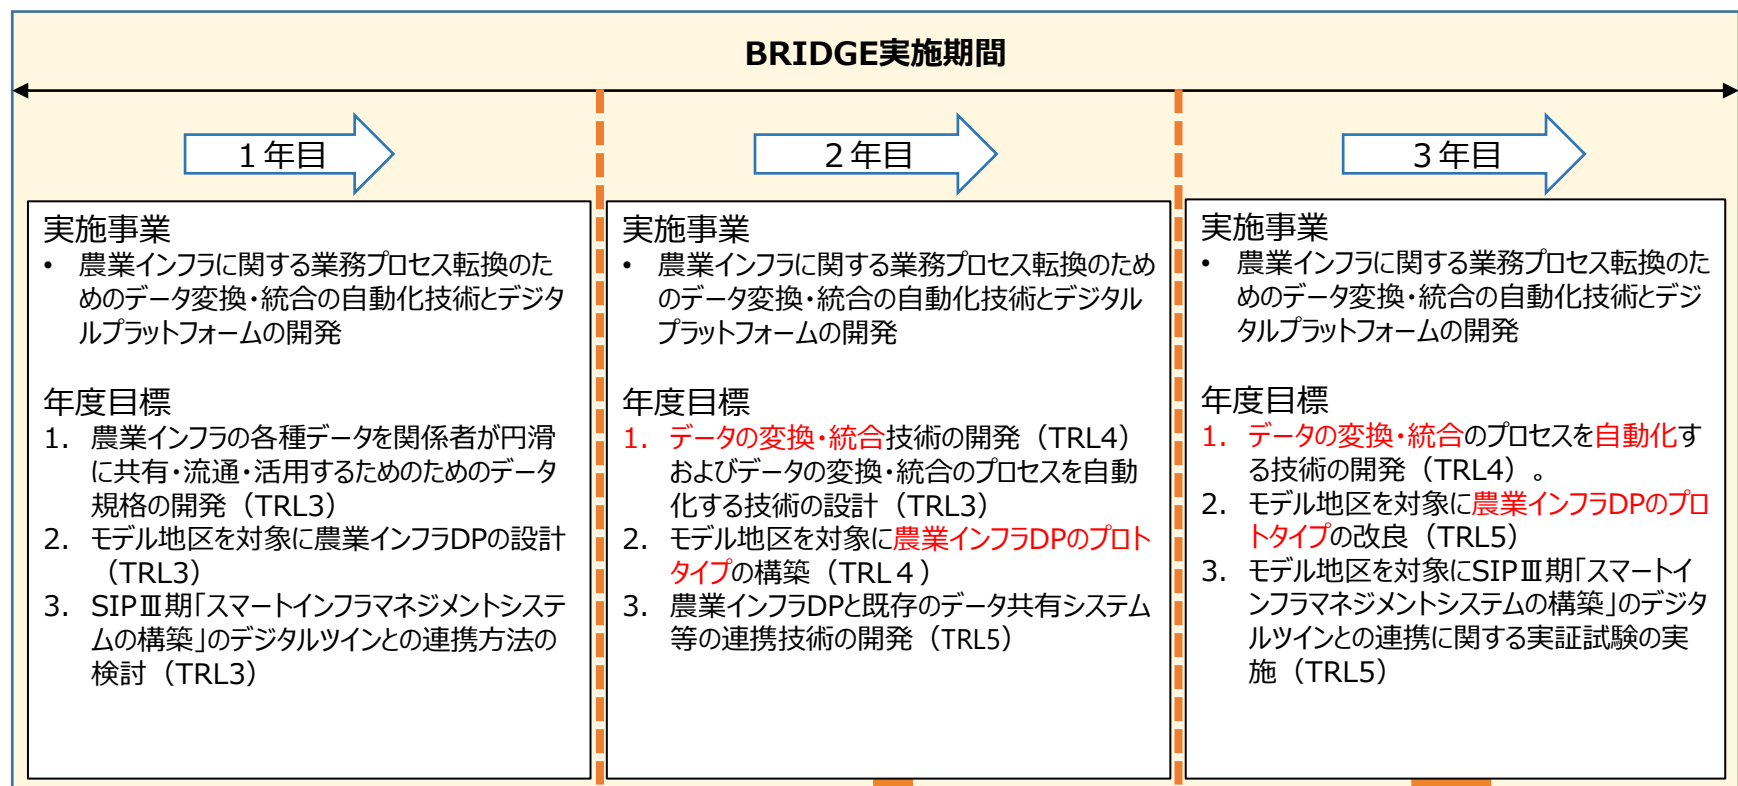 BRIDGE実施期間
1年目
実施事業
• 農業インフラに関する業務プロセス転換のた
めのデータ変換・統合の自動化技術とデジタ
ルプラットフォームの開発
年度目標
1. 農業インフラの各種データを関係者が円滑
に共有・流通・活用するためのためのデータ
規格の開発（TRL3）
2. モデル地区を対象に農業インフラDPの設計
（TRL3）
3. SIPⅢ期「スマートインフラマネジメントシステ
ムの構築」のデジタルツインとの連携方法の
検討（TRL3）
２年目
実施事業
• 農業インフラに関する業務プロセス転換のため
のデータ変換・統合の自動化技術とデジタル
プラットフォームの開発
年度目標
1. データの変換・統合技術の開発（TRL4）
およびデータの変換・統合のプロセスを自動
化する技術の設計（TRL3）
2. モデル地区を対象に農業インフラDPのプロト
タイプの構築（TRL４）
3. 農業インフラDPと既存のデータ共有システム
等の連携技術の開発（TRL5）
３年目
実施事業
• 農業インフラに関する業務プロセス転換のた
めのデータ変換・統合の自動化技術とデジ
タルプラットフォームの開発
年度目標
1. データの変換・統合のプロセスを自動化す
る技術の開発（TRL4）。
2. モデル地区を対象に農業インフラDPのプロ
トタイプの改良（TRL5）
3. モデル地区を対象にSIPⅢ期「スマートイ
ンフラマネジメントシステムの構築」のデジタ
ルツインとの連携に関する実証試験の実
施（TRL5）